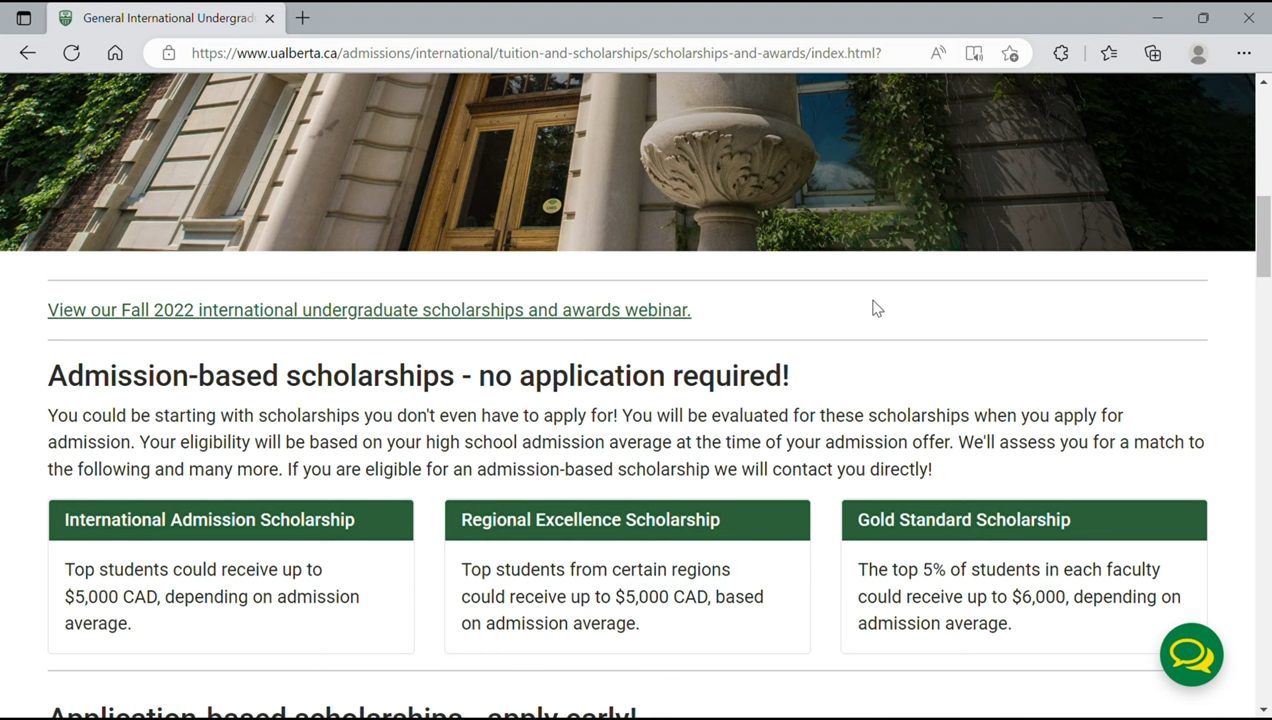 General International Undergrad
https://www.ualberta.ca/admissions/international/tuition-and-scholarships/scholarships-and-awards/index.html?
View our Fall 2022 international undergraduate scholarships and awards webinar.
Admission-based scholarships - no application required!
You could be starting with scholarships you don't even have to apply for! You will be evaluated for these scholarships when you apply for
admission. Your eligibility will be based on your high school admission average at the time of your admission offer. We'll assess you for a match to
the following and many more. If you are eligible for an admission-based scholarship we will contact you directly!
International Admission Scholarship
Top students could receive up to
$5,000 CAD, depending on admission
average.
Regional Excellence Scholarship
Top students from certain regions
could receive up to $5,000 CAD, based
on admission average.
Gold Standard Scholarship
The top 5% of students in each faculty
could receive up to $6,000, depending on
admission average.
Application-based scholarships - apply early!